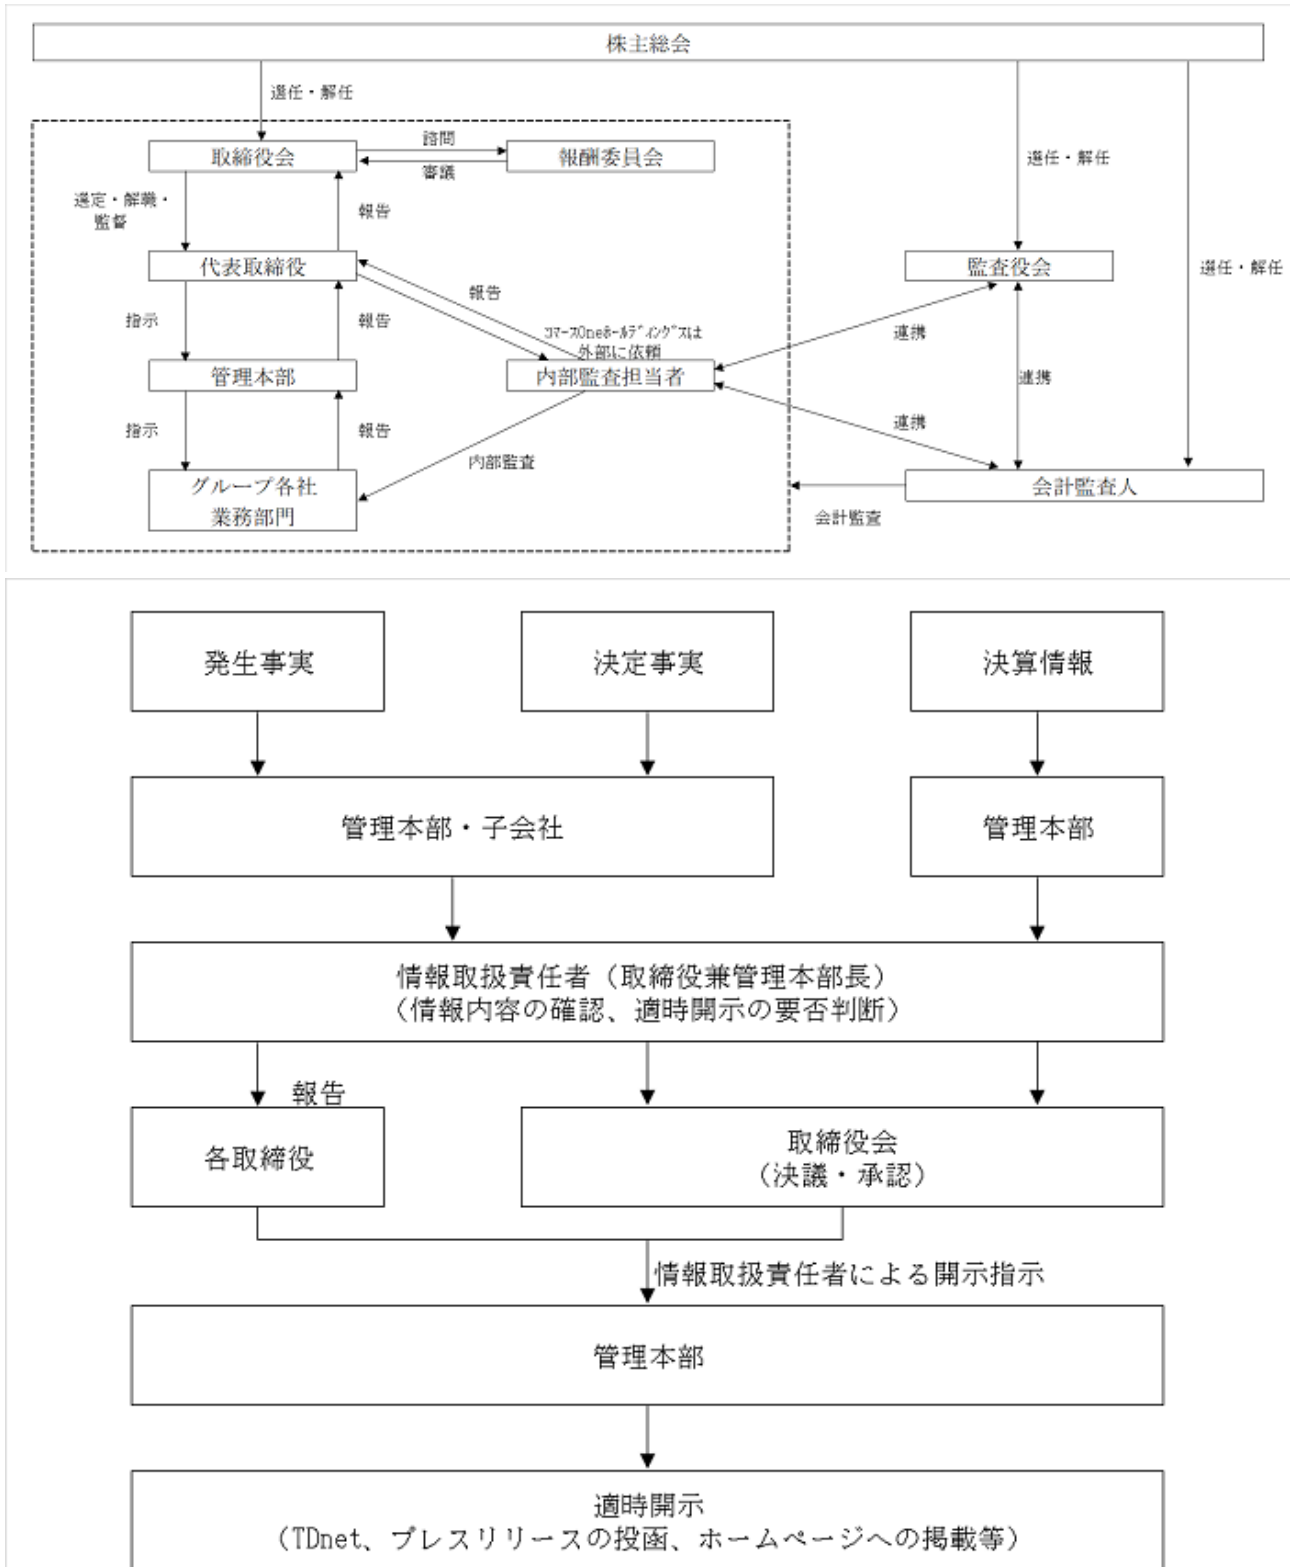 株主総会
選任・解任
取締役会
諮問
審議
報酬委員会
選任・解任
選定・解職・
監督
報告
代表取締役
監査役会
選任・解任
報告
指示
報告
コマースOneホールディングスは
外部に依頼
連携
管理本部
内部監査担当者
連携
指示
報告
連携
内部監査
グループ各社
業務部門
会計監査人
会計監査
発生事実
決定事実
決算情報
管理本部・子会社
管理本部
情報取扱責任者（取締役兼管理本部長）
（情報内容の確認、適時開示の要否判断）
報告
各取締役
取締役会
（決議・承認）
情報取扱責任者による開示指示
管理本部
適時開示
（TDnet、プレスリリースの投函、ホームページへの掲載等）